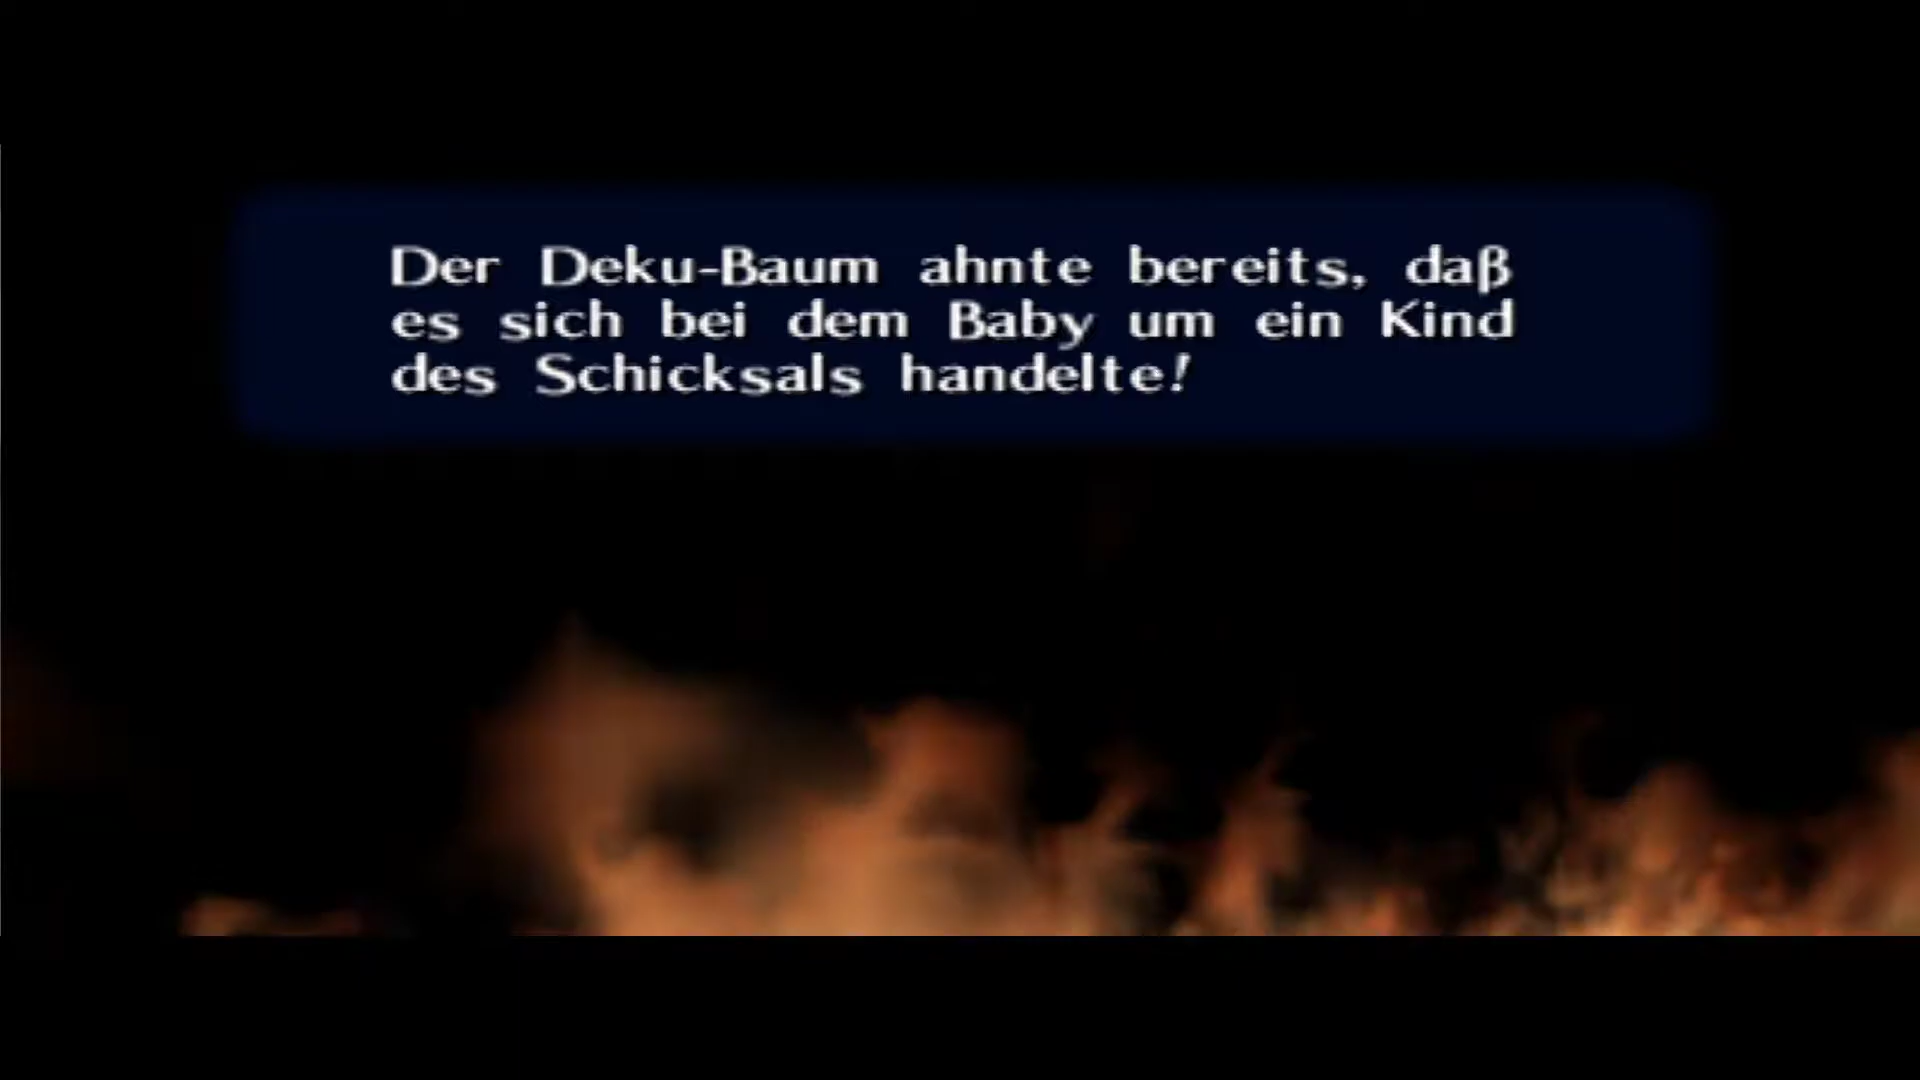 Der Deku-Baum ahnte bereits, daß
es sich bei dem Baby um ein Kind
des Schicksals handelte!